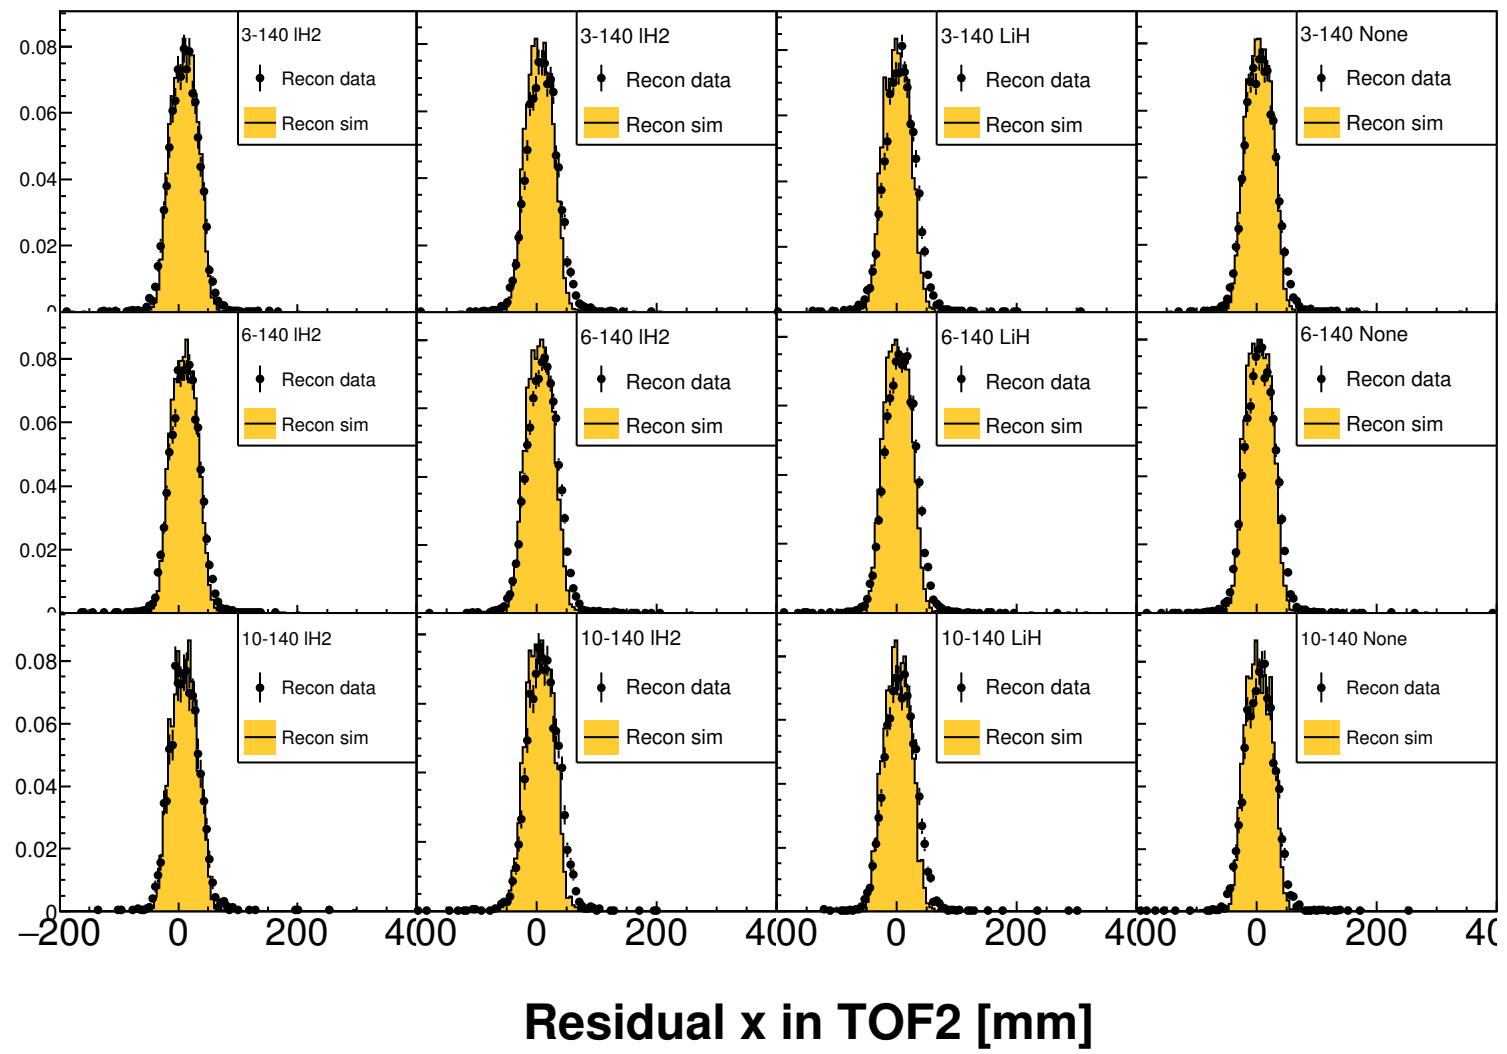 3-140 lH2
Recon data
Recon sim
3-140 lH2
Recon data
Recon sim
3-140 LiH
Recon data
Recon sim
3-140 None
Recon data
Recon sim
0.08
0.06
0.04
0.02
0
6-140 lH2
Recon data
Recon sim
6-140 lH2
Recon data
Recon sim
6-140 LiH
Recon data
Recon sim
6-140 None
Recon data
Recon sim
0.08
0.06
0.04
0.02
0
10-140 lH2
Recon data
Recon sim
10-140 lH2
Recon data
Recon sim
10-140 LiH
Recon data
Recon sim
10-140 None
Recon data
Recon sim
0.08
0.06
0.04
0.02
0
−200 0 200 400 0 200 400 0 200 400 0 200 40
Residual x in TOF2 [mm]